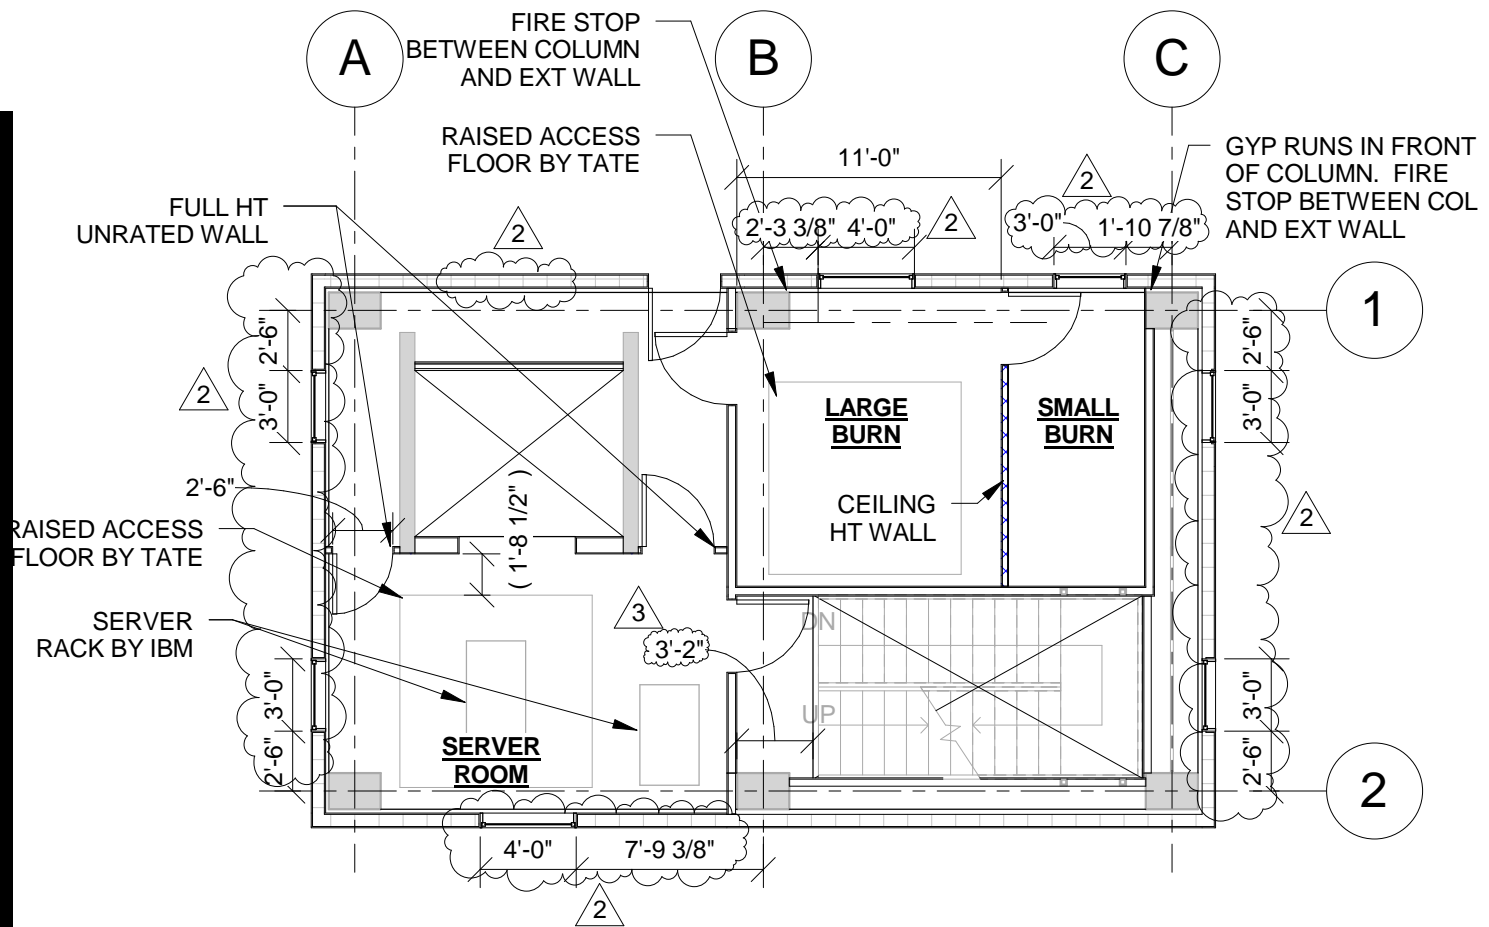 A
B
C
FIRE STOP
BETWEEN COLUMN
AND EXT WALL
RAISED ACCESS
FLOOR BY TATE
11'-0"
2
GYP RUNS IN FRONT
OF COLUMN. FIRE
STOP BETWEEN COL
AND EXT WALL
FULL HT
UNRATED WALL
2
2'-3 3/8"
4'-0"
2
3'-0"
1'-10 7/8"
1
2'-6"
3'-0"
2
2'-6"
3'-0"
LARGE
BURN
SMALL
BURN
2'-6"
CEILING
HT WALL
( 1'-8 1/2" )
2
RAISED ACCESS
FLOOR BY TATE
SERVER
RACK BY IBM
3
3'-2"
DN
UP
3'-0"
2'-6"
SERVER
ROOM
3'-0"
2'-6"
2
4'-0"
7'-9 3/8"
2